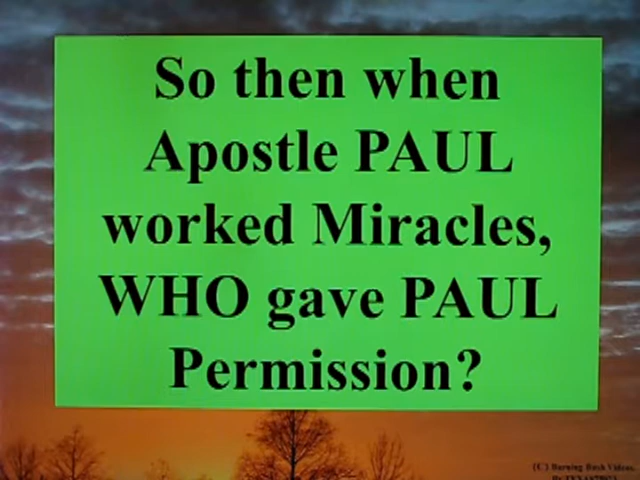 So then when
Apostle PAUL
worked Miracles,
WHO gave PAUL
Permission?
(C) Burning Bush Videos.